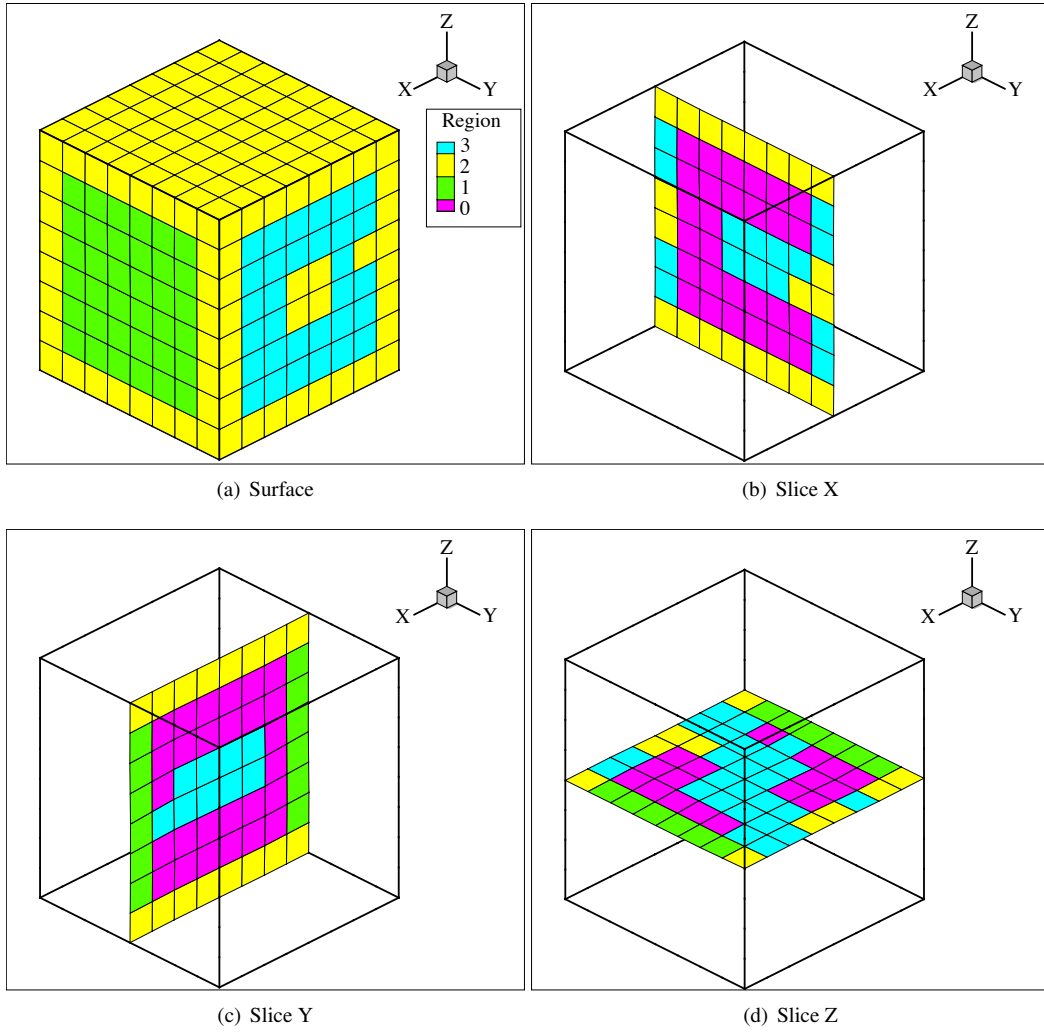 Z
X
Y
Region
3
2
1
0
(a) Surface
Z
X
Y
(b) Slice X
Z
X
Y
(c) Slice Y
Z
X
Y
(d) Slice Z